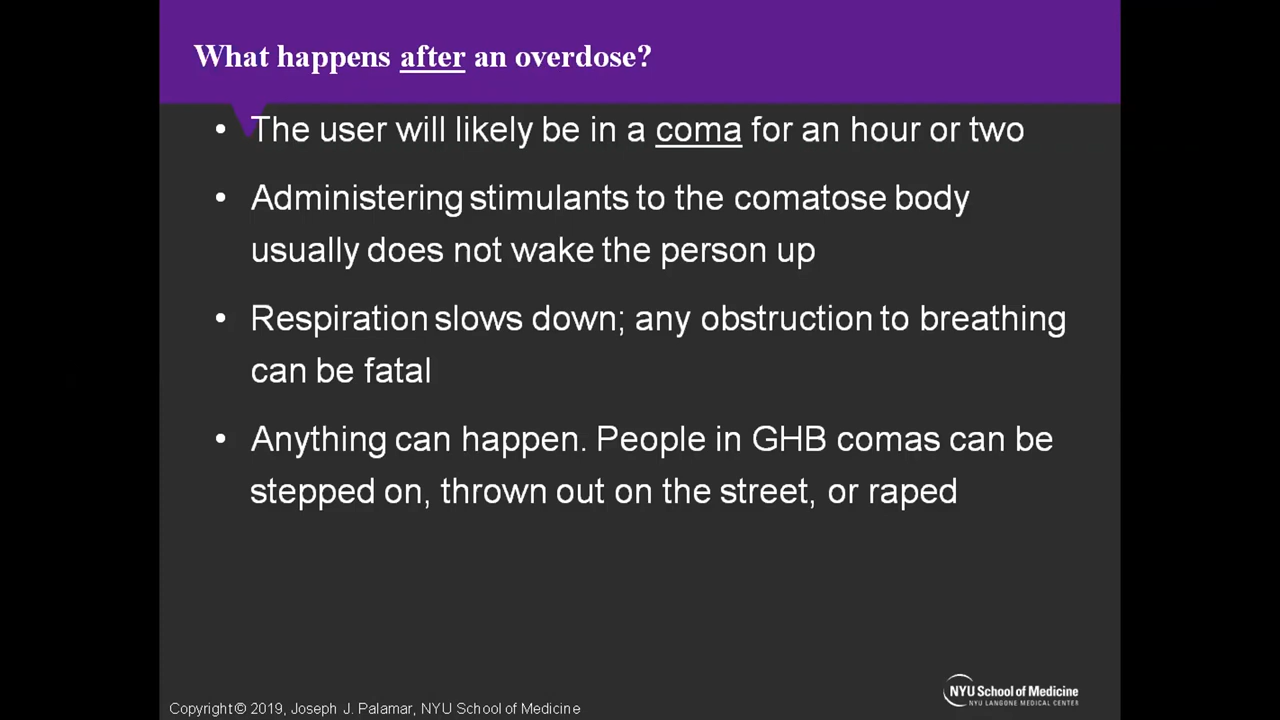 What happens after an overdose?
• The user will likely be in a coma for an hour or two
• Administering stimulants to the comatose body
usually does not wake the person up
• Respiration slows down; any obstruction to breathing
can be fatal
• Anything can happen. People in GHB comas can be
stepped on, thrown out on the street, or raped
NYU School of Medicine
NYU LANGONE MEDICAL CENTER
Copyright © 2019, Joseph J. Palamar, NYU School of Medicine